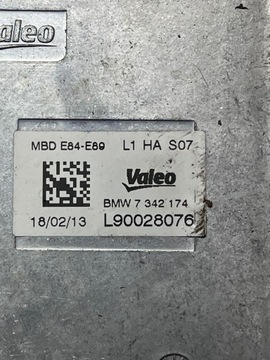 Valeo
MBD E84-E89 L1 HA S07
Valeo
BMW 7 342 174
18/02/13 L90028076